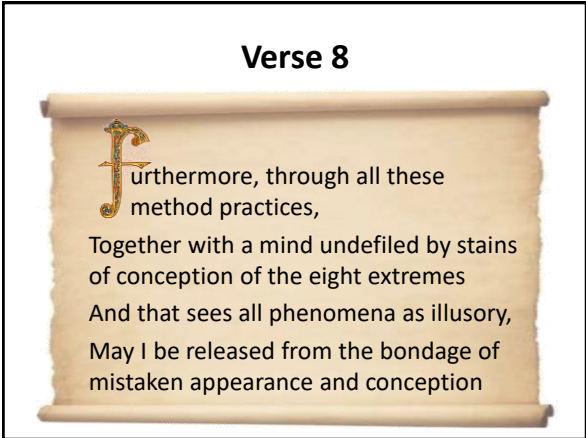 Verse 8
furthermore, through all these
method practices,
Together with a mind undefiled by stains
of conception of the eight extremes
And that sees all phenomena as illusory,
May I be released from the bondage of
mistaken appearance and conception